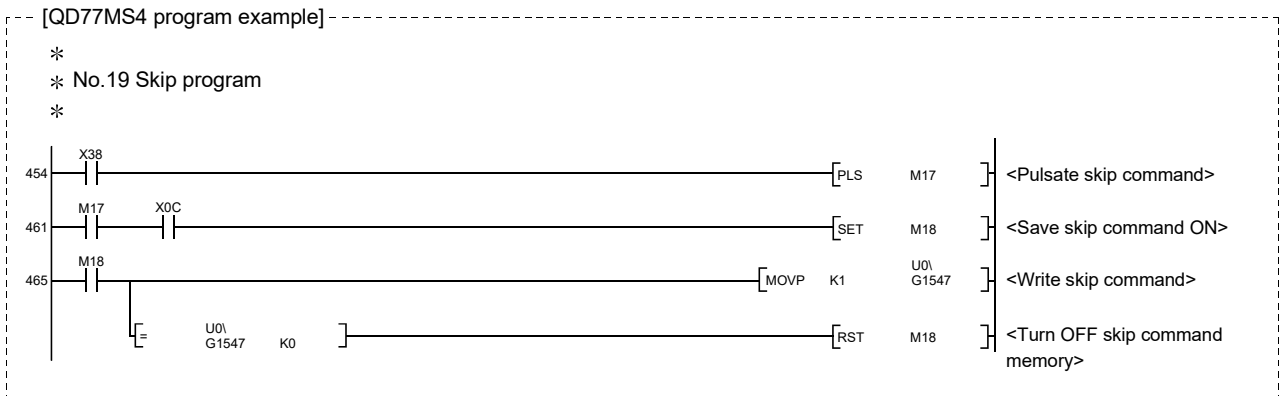 [QD77MS4 program example]
*
* No.19 Skip program
*
X38
454 [PLS M17] <Pulsate skip command>
M17 X0C
461 [SET M18] <Save skip command ON>
M18
465 [MOVP K1 U0\G1547] <Write skip command>
[= U0\G1547 K0] [RST M18] <Turn OFF skip command
memory>